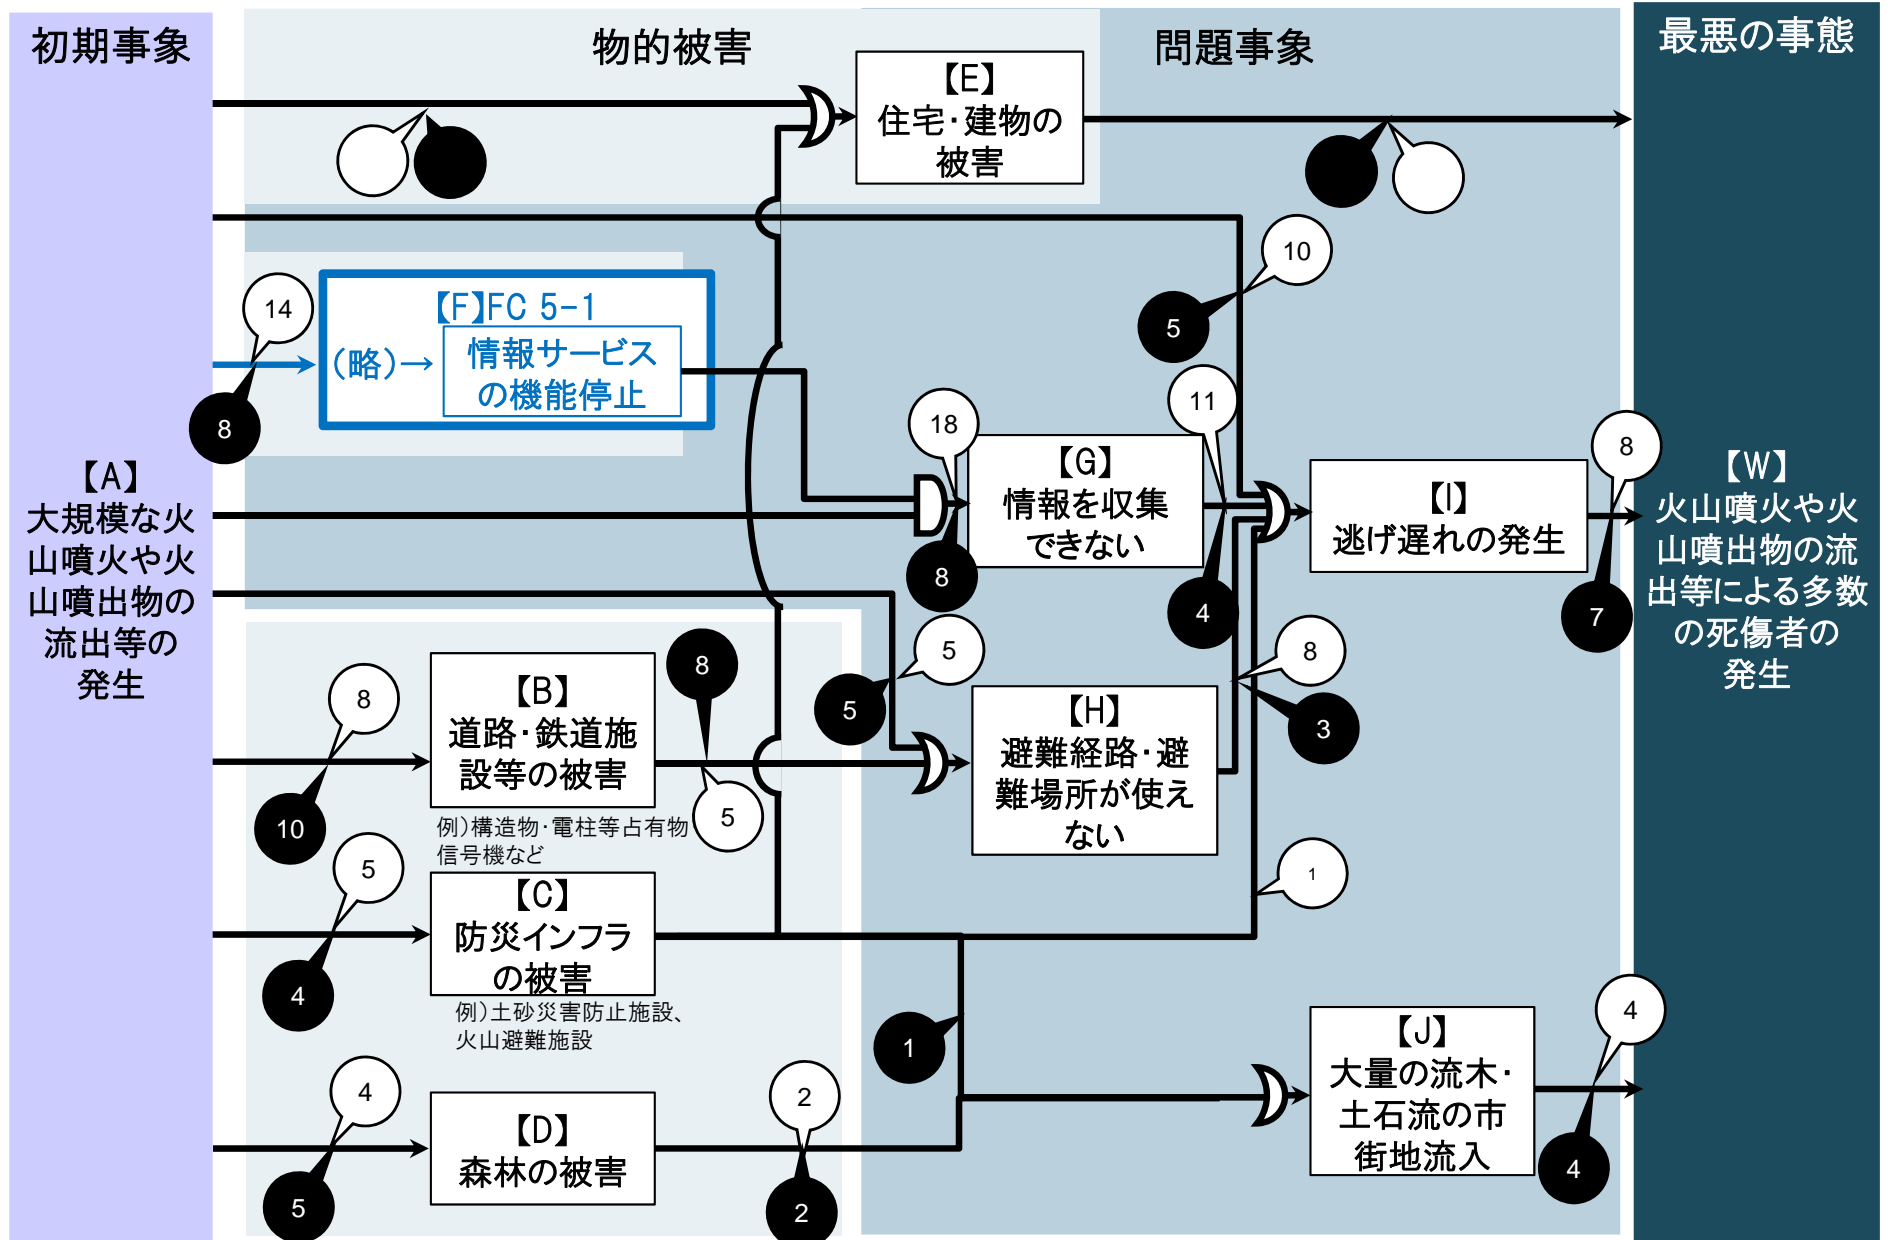 初期事象
物的被害
問題事象
最悪の事態
【A】
大規模な火
山噴火や火
山噴出物の
流出等の
発生
【E】
住宅・建物の
被害
14
8
【F】FC 5-1
(略)→
情報サービス
の機能停止
10
5
18
8
【G】
情報を収集
できない
11
4
【I】
逃げ遅れの発生
8
7
【W】
火山噴火や火
山噴出物の流
出等による多数
の死傷者の
発生
8
10
【B】
道路・鉄道施
設等の被害
例)構造物・電柱等占有物
信号機など
8
5
5
5
【H】
避難経路・避
難場所が使え
ない
8
3
5
4
【C】
防災インフラ
の被害
例)土砂災害防止施設、
火山避難施設
1
1
4
5
【D】
森林の被害
2
2
【J】
大量の流木・
土石流の市
街地流入
4
4